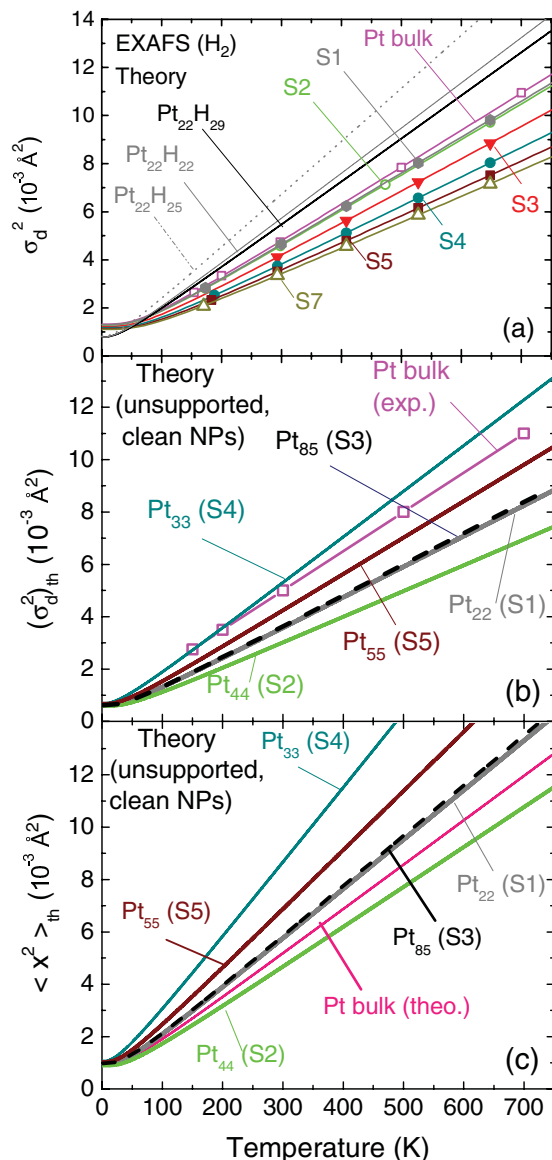 14
12
10
8
6
4
2
0
σd² (10⁻³ Å²)
EXAFS (H₂)
Theory
Pt₂₂H₂₉
Pt₂₂H₂₂
Pt₂₂H₂₅
S2
S1
Pt bulk
S3
S4
S5
S7
(a)
12
10
8
6
4
2
0
(σd²)th (10⁻³ Å²)
Theory
(unsupported,
clean NPs)
Pt bulk
(exp.)
Pt₈₅ (S3)
Pt₃₃ (S4)
Pt₂₂ (S1)
Pt₅₅ (S5)
Pt₄₄ (S2)
(b)
12
10
8
6
4
2
0
< x² >th (10⁻³ Å²)
Theory
(unsupported,
clean NPs)
Pt₃₃ (S4)
Pt₂₂ (S1)
Pt₅₅ (S5)
Pt₈₅ (S3)
Pt bulk (theo.)
Pt₄₄ (S2)
(c)
0 100 200 300 400 500 600 700
Temperature (K)